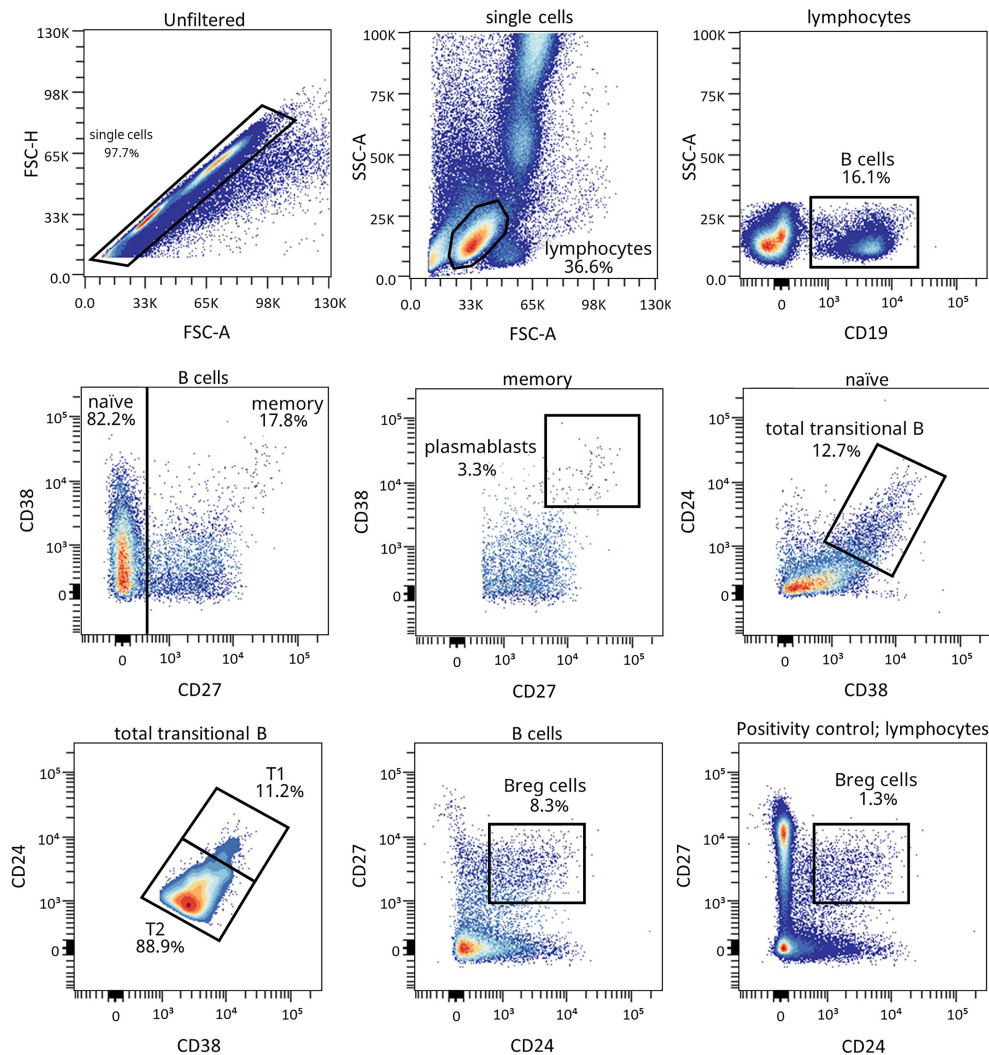 Unfiltered
130K
98K
65K
33K
0.0
FSC-H
single cells
97.7%
0.0
33K
65K
98K
130K
FSC-A
single cells
100K
75K
50K
25K
0
SSC-A
lymphocytes
36.6%
0.0
33K
65K
98K
130K
FSC-A
lymphocytes
100K
75K
50K
25K
0
SSC-A
B cells
16.1%
0
10³
10⁴
10⁵
CD19
B cells
10⁵
10⁴
10³
0
CD38
naïve
82.2%
memory
17.8%
0
10³
10⁴
10⁵
CD27
memory
10⁵
10⁴
10³
0
CD38
plasmablasts
3.3%
0
10³
10⁴
10⁵
CD27
naïve
10⁵
10⁴
10³
0
CD24
total transitional B
12.7%
0
10³
10⁴
10⁵
CD38
total transitional B
10⁵
10⁴
10³
0
CD24
T1
11.2%
T2
88.9%
0
10³
10⁴
10⁵
CD38
B cells
10⁵
10⁴
10³
0
CD27
Breg cells
8.3%
0
10³
10⁴
10⁵
CD24
Positivity control; lymphocytes
10⁵
10⁴
10³
0
CD27
Breg cells
1.3%
0
10³
10⁴
10⁵
CD24